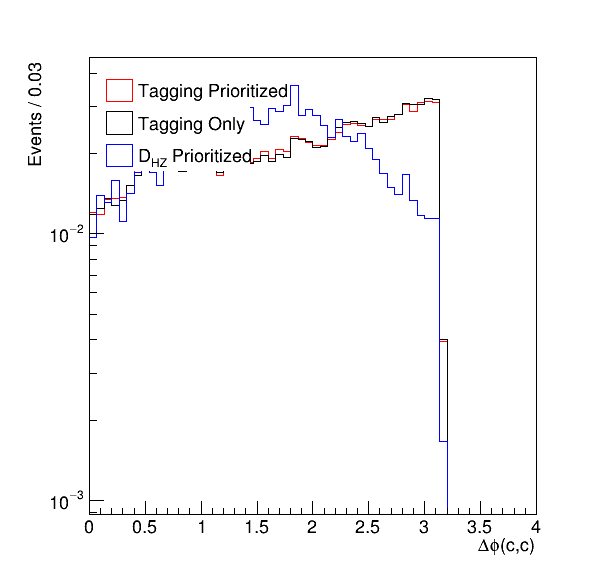 Events / 0.03
Tagging Prioritized
Tagging Only
D_HZ Prioritized
10^−2
10^−3
0 0.5 1 1.5 2 2.5 3 3.5 4
Δϕ(c,c)